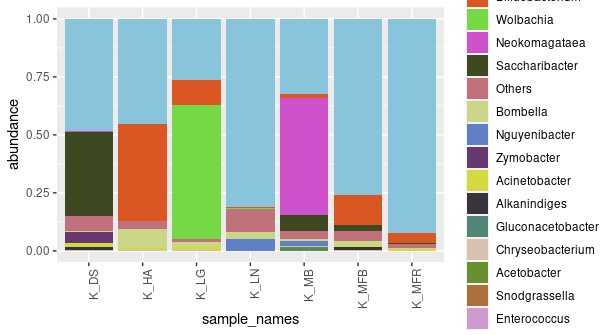 1.00
0.75
0.50
0.25
0.00
abundance
K_DS
K_HA
K_LG
K_LN
K_MB
K_MFB
K_MFR
sample_names
Wolbachia
Neokomagataea
Saccharibacter
Others
Bombella
Nguyenibacter
Zymobacter
Acinetobacter
Alkanindiges
Gluconacetobacter
Chryseobacterium
Acetobacter
Snodgrassella
Enterococcus